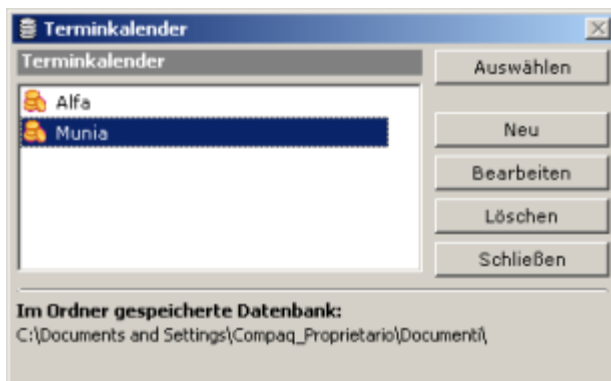 Terminkalender
Terminkalender
Auswählen
Alfa
Munia
Neu
Bearbeiten
Löschen
Schließen
Im Ordner gespeicherte Datenbank:
C:\Documents and Settings\Compaq_Proprietario\Documenti\